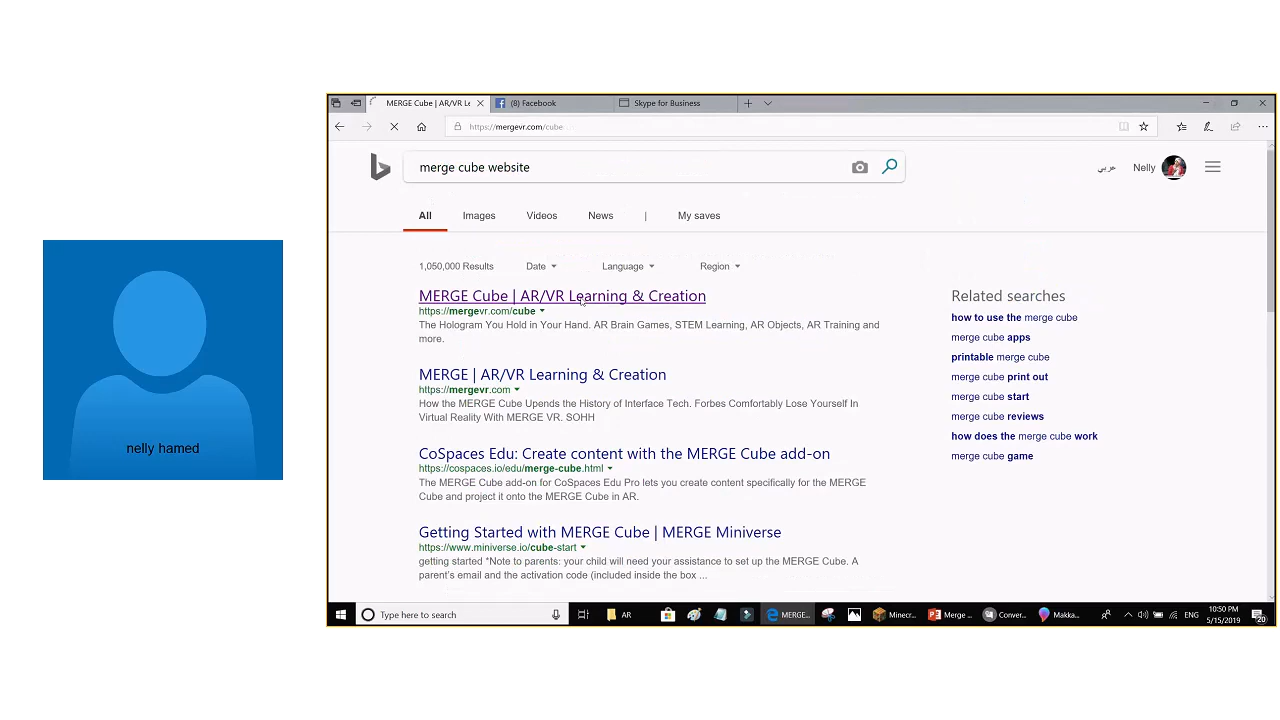 MERGE Cube | AR/VR Le
(8) Facebook
Skype for Business
https://mergevr.com/cube
merge cube website
عربي
Nelly
All
Images
Videos
News
|
My saves
1,050,000 Results
Date
Language
Region
MERGE Cube | AR/VR Learning & Creation
https://mergevr.com/cube
The Hologram You Hold in Your Hand. AR Brain Games, STEM Learning, AR Objects, AR Training and
more.
MERGE | AR/VR Learning & Creation
https://mergevr.com
How the MERGE Cube Upends the History of Interface Tech. Forbes Comfortably Lose Yourself In
Virtual Reality With MERGE VR. SOHH
CoSpaces Edu: Create content with the MERGE Cube add-on
https://cospaces.io/edu/merge-cube.html
The MERGE Cube add-on for CoSpaces Edu Pro lets you create content specifically for the MERGE
Cube and project it onto the MERGE Cube in AR.
Getting Started with MERGE Cube | MERGE Miniverse
https://www.miniverse.io/cube-start
getting started *Note to parents: your child will need your assistance to set up the MERGE Cube. A
parent's email and the activation code (included inside the box ...
Related searches
how to use the merge cube
merge cube apps
printable merge cube
merge cube print out
merge cube start
merge cube reviews
how does the merge cube work
merge cube game
nelly hamed
Type here to search
AR
MERGE...
Minecr...
Merge ...
Conver...
Makka...
ENG
10:50 PM
5/15/2019
20